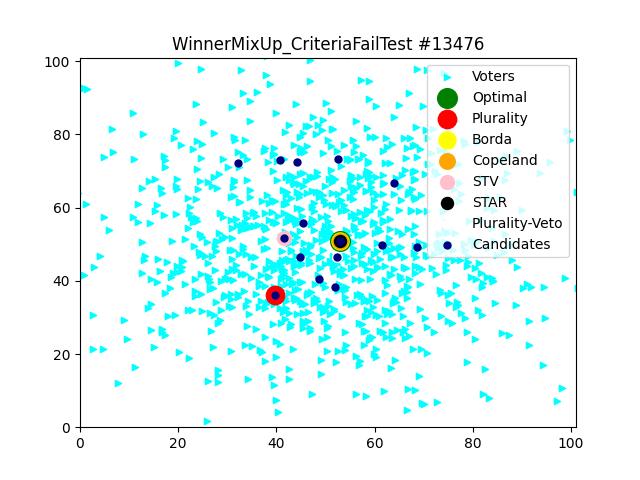 WinnerMixUp_CriteriaFailTest #13476
Voters
Optimal
Plurality
Borda
Copeland
STV
STAR
Plurality-Veto
Candidates
100
80
60
40
20
0
0 20 40 60 80 100